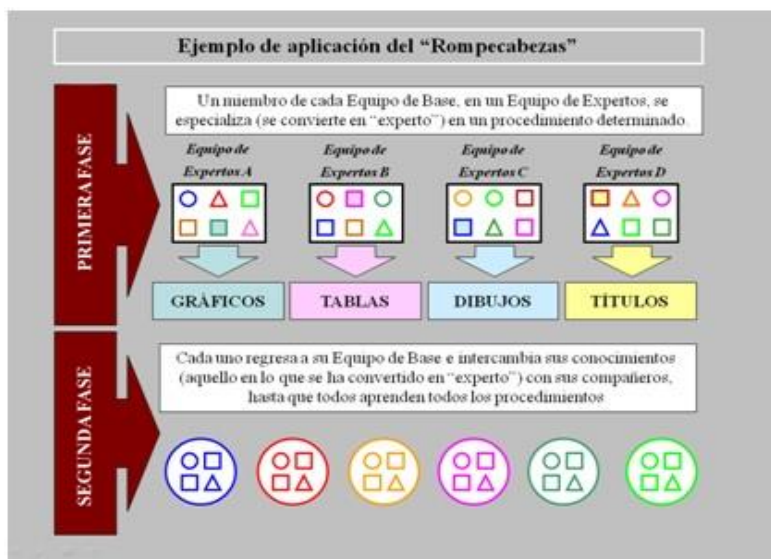 Ejemplo de aplicación del “Rompecabezas”
PRIMERA FASE
Un miembro de cada Equipo de Base, en un Equipo de Expertos, se
especializa (se convierte en “experto”) en un procedimiento determinado.
Equipo de
Expertos A
Equipo de
Expertos B
Equipo de
Expertos C
Equipo de
Expertos D
GRÀFICOS
TABLAS
DIBUJOS
TÍTULOS
SEGUNDA FASE
Cada uno regresa a su Equipo de Base e intercambia sus conocimientos
(aquello en lo que se ha convertido en “experto”) con sus compañeros,
hasta que todos aprenden todos los procedimientos